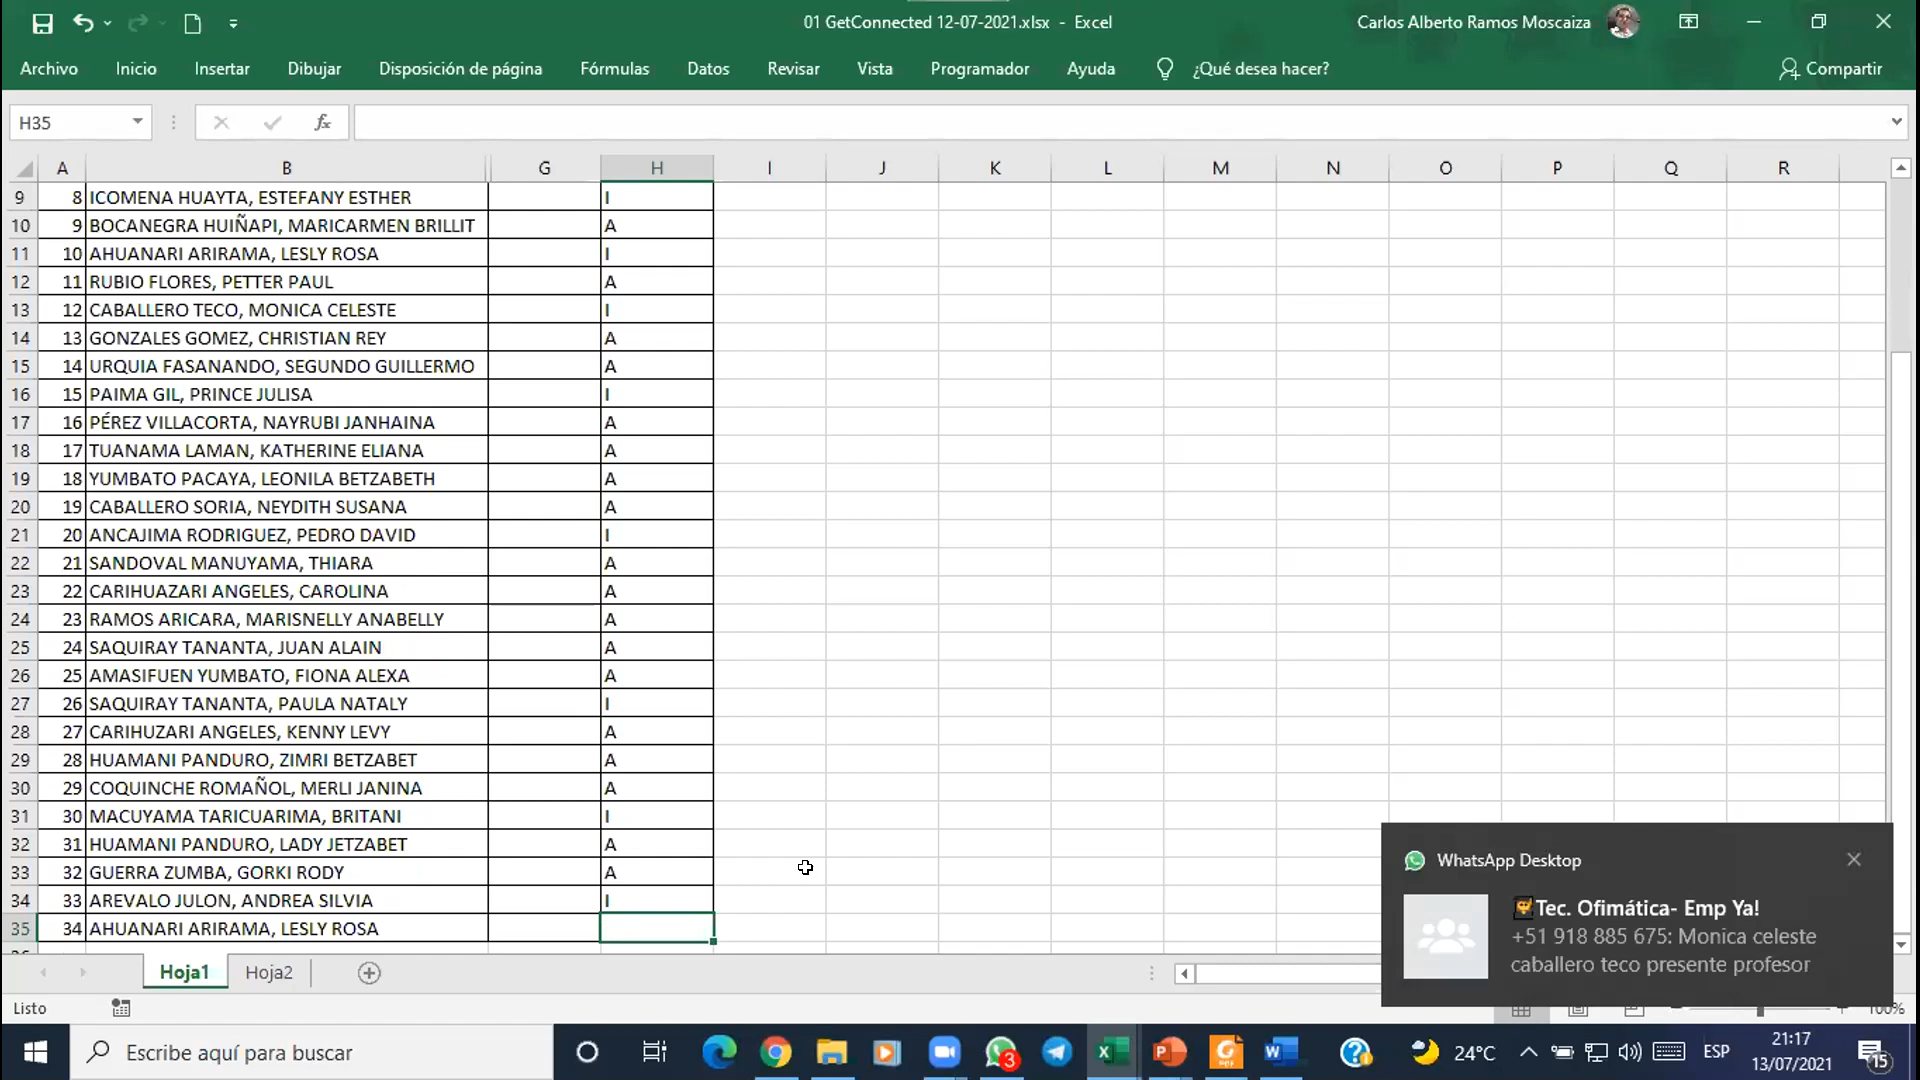 01 GetConnected 12-07-2021.xlsx - Excel
Carlos Alberto Ramos Moscaiza
Archivo Inicio Insertar Dibujar Disposición de página Fórmulas Datos Revisar Vista Programador Ayuda ¿Qué desea hacer? Compartir
H35 fx
A B G H I J K L M N O P Q R
9 8 ICOMENA HUAYTA, ESTEFANY ESTHER I
10 9 BOCANEGRA HUIÑAPI, MARICARMEN BRILLIT A
11 10 AHUANARI ARIRAMA, LESLY ROSA I
12 11 RUBIO FLORES, PETTER PAUL A
13 12 CABALLERO TECO, MONICA CELESTE I
14 13 GONZALES GOMEZ, CHRISTIAN REY A
15 14 URQUIA FASANANDO, SEGUNDO GUILLERMO A
16 15 PAIMA GIL, PRINCE JULISA I
17 16 PÉREZ VILLACORTA, NAYRUBI JANHAINA A
18 17 TUANAMA LAMAN, KATHERINE ELIANA A
19 18 YUMBATO PACAYA, LEONILA BETZABETH A
20 19 CABALLERO SORIA, NEYDITH SUSANA A
21 20 ANCAJIMA RODRIGUEZ, PEDRO DAVID I
22 21 SANDOVAL MANUYAMA, THIARA A
23 22 CARIHUAZARI ANGELES, CAROLINA A
24 23 RAMOS ARICARA, MARISNELLY ANABELLY A
25 24 SAQUIRAY TANANTA, JUAN ALAIN A
26 25 AMASIFUEN YUMBATO, FIONA ALEXA A
27 26 SAQUIRAY TANANTA, PAULA NATALY I
28 27 CARIHUZARI ANGELES, KENNY LEVY A
29 28 HUAMANI PANDURO, ZIMRI BETZABET A
30 29 COQUINCHE ROMAÑOL, MERLI JANINA A
31 30 MACUYAMA TARICUARIMA, BRITANI I
32 31 HUAMANI PANDURO, LADY JETZABET A
33 32 GUERRA ZUMBA, GORKI RODY A
34 33 AREVALO JULON, ANDREA SILVIA I
35 34 AHUANARI ARIRAMA, LESLY ROSA
WhatsApp Desktop
Tec. Ofimática- Emp Ya!
+51 918 885 675: Monica celeste
caballero teco presente profesor
Hoja1 Hoja2
Listo
100%
Escribe aquí para buscar
3
24°C
ESP
21:17
13/07/2021
15